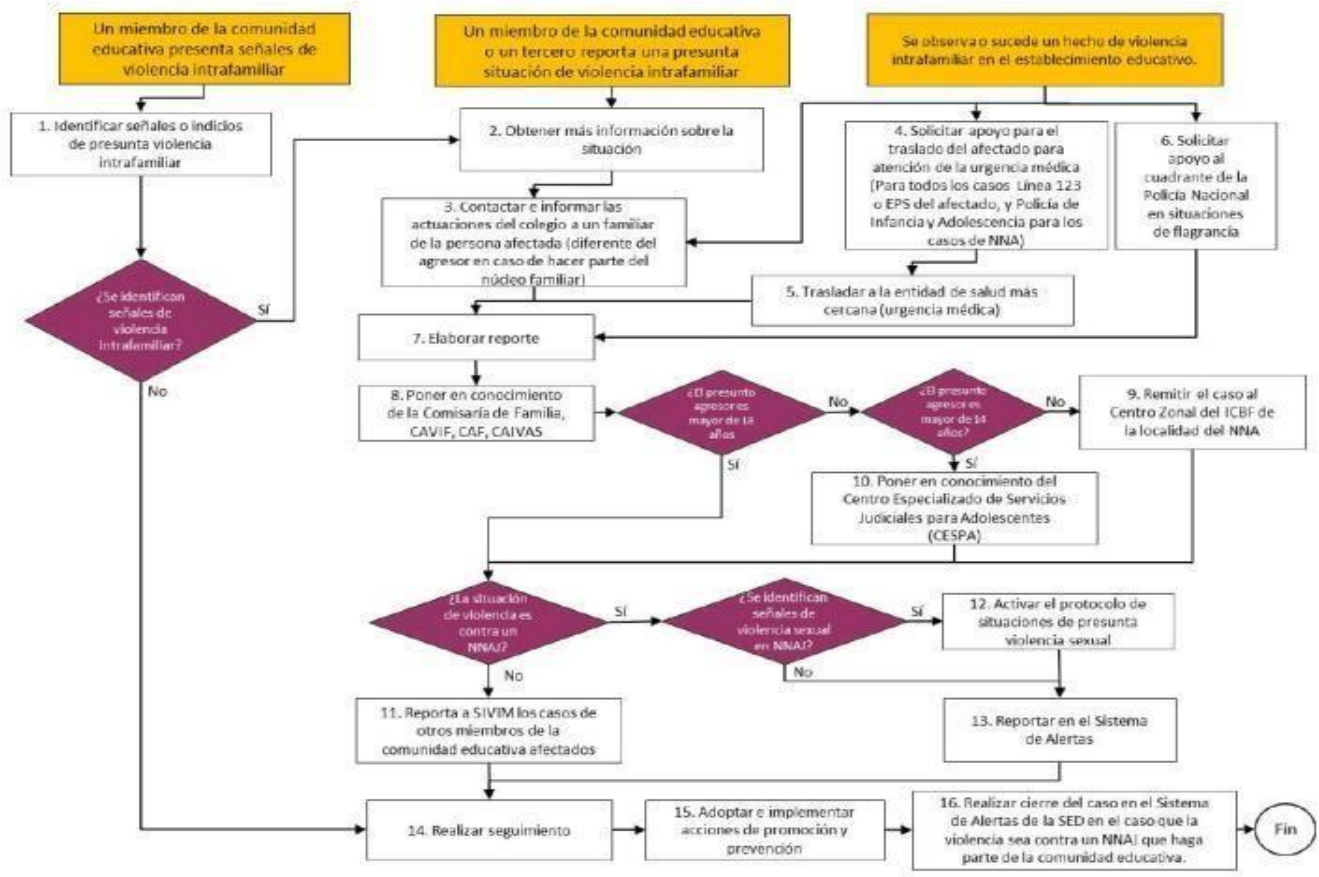 Un miembro de la comunidad
educativa presenta señales de
violencia intrafamiliar
Un miembro de la comunidad educativa
o un tercero reporta una presunta
situación de violencia intrafamiliar
Se observa o sucede un hecho de violencia
intrafamiliar en el establecimiento educativo.
1. Identificar señales o indicios
de presunta violencia
intrafamiliar
2. Obtener más información sobre la
situación
4. Solicitar apoyo para el
traslado del afectado para
atención de la urgencia médica
(Para todos los casos Línea 123
o EPS del afectado, y Policía de
Infancia y Adolescencia para los
casos de NNA)
6. Solicitar
apoyo al
cuadrante de la
Policía Nacional
en situaciones
de flagrancia
3. Contactar e informar las
actuaciones del colegio a un familiar
de la persona afectada (diferente del
agresor en caso de hacer parte del
núcleo familiar)
¿Se identifican
señales de
violencia
intrafamiliar?
Sí
No
5. Trasladar a la entidad de salud más
cercana (urgencia médica)
7. Elaborar reporte
8. Poner en conocimiento
de la Comisaría de Familia,
CAVIF, CAF, CAIVAS
¿El presunto
agresor es
mayor de 18
años
No
Sí
¿El presunto
agresor es
mayor de 14
años?
No
Sí
9. Remitir el caso al
Centro Zonal del ICBF de
la localidad del NNA
10. Poner en conocimiento del
Centro Especializado de Servicios
Judiciales para Adolescentes
(CESPA)
¿La situación
de violencia es
contra un
NNAJ?
Sí
No
¿Se identifican
señales de
violencia sexual
en NNAJ?
Sí
No
12. Activar el protocolo de
situaciones de presunta
violencia sexual
11. Reporta a SIVIM los casos de
otros miembros de la
comunidad educativa afectados
13. Reportar en el Sistema
de Alertas
14. Realizar seguimiento
15. Adoptar e implementar
acciones de promoción y
prevención
16. Realizar cierre del caso en el Sistema
de Alertas de la SED en el caso que la
violencia sea contra un NNAJ que haga
parte de la comunidad educativa.
Fin